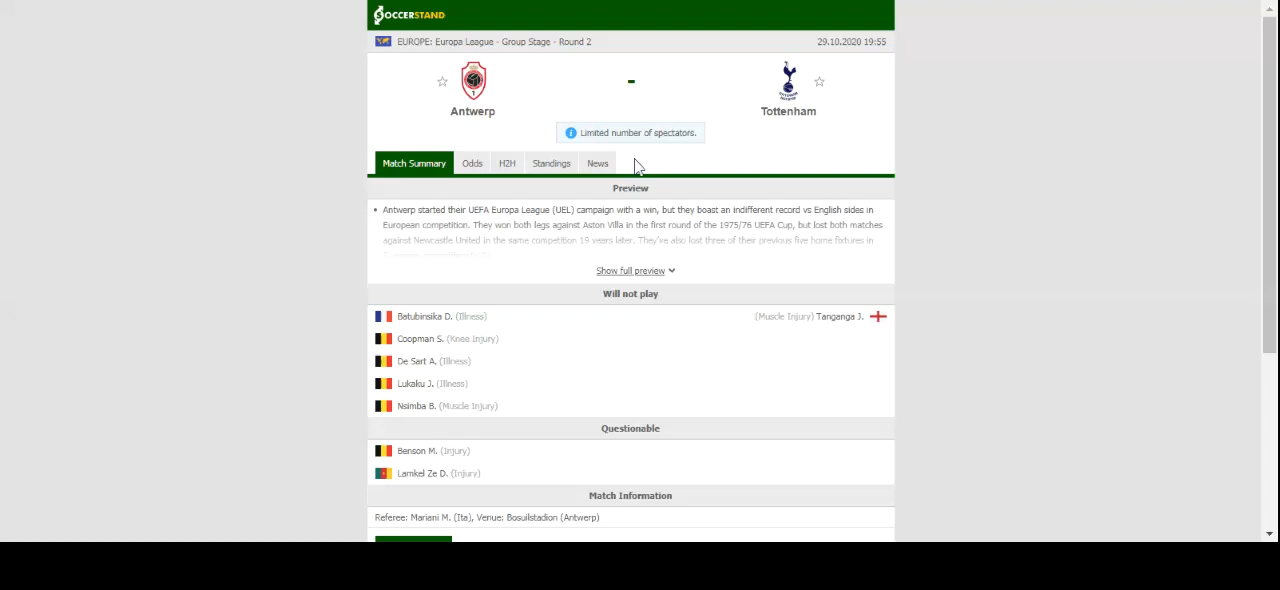 SOCCERSTAND
EUROPE: Europa League - Group Stage - Round 2
29.10.2020 19:55
-
Antwerp
Tottenham
Limited number of spectators.
Match Summary
Odds
H2H
Standings
News
Preview
• Antwerp started their UEFA Europa League (UEL) campaign with a win, but they boast an indifferent record vs English sides in
European competition. They won both legs against Aston Villa in the first round of the 1975/76 UEFA Cup, but lost both matches
against Newcastle United in the same competition 19 years later. They've also lost three of their previous five home fixtures in
Show full preview
Will not play
Batubinsika D. (Illness)
(Muscle Injury) Tanganga J.
Coopman S. (Knee Injury)
De Sart A. (Illness)
Lukaku J. (Illness)
Nsimba B. (Muscle Injury)
Questionable
Benson M. (Injury)
Lamkel Ze D. (Injury)
Match Information
Referee: Mariani M. (Ita), Venue: Bosuilstadion (Antwerp)